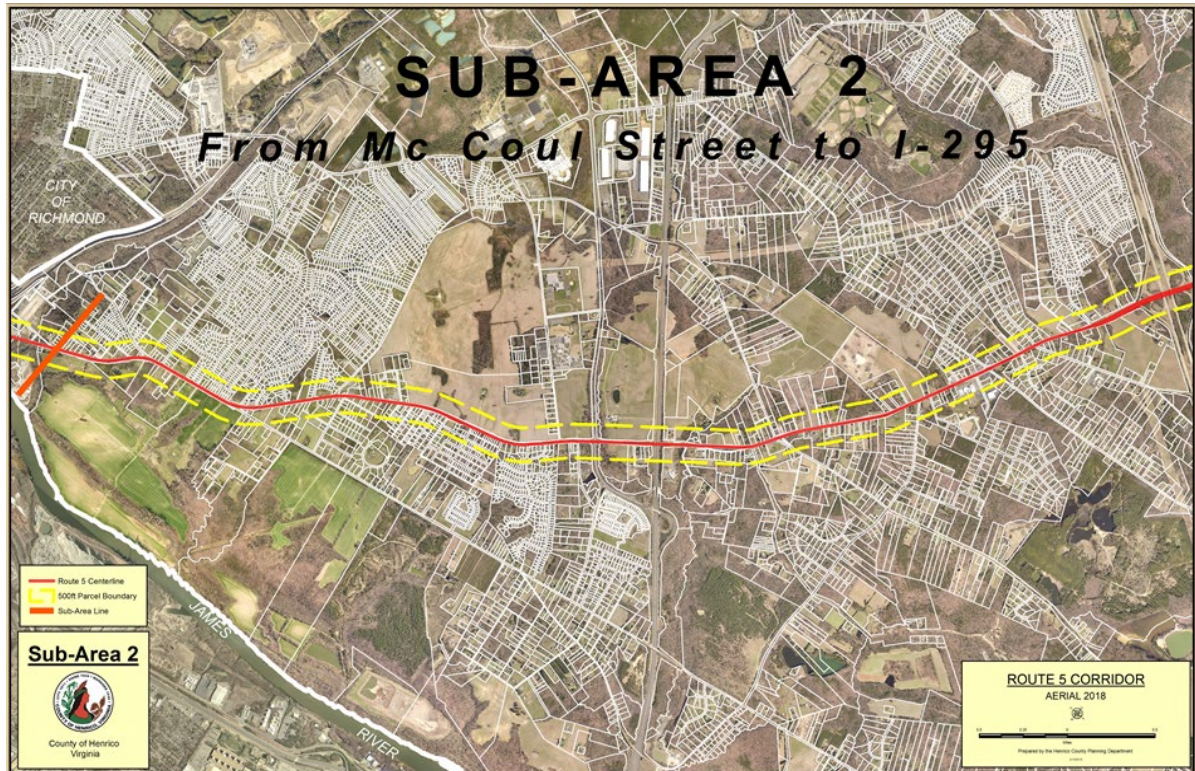 SUB-AREA 2
From Mc Coul Street to I-295
CITY
OF
RICHMOND
JAMES
RIVER
Route 5 Centerline
500ft Parcel Boundary
Sub-Area Line
Sub-Area 2
County of Henrico
Virginia
ROUTE 5 CORRIDOR
AERIAL 2018
Miles
Prepared by the Henrico County Planning Department